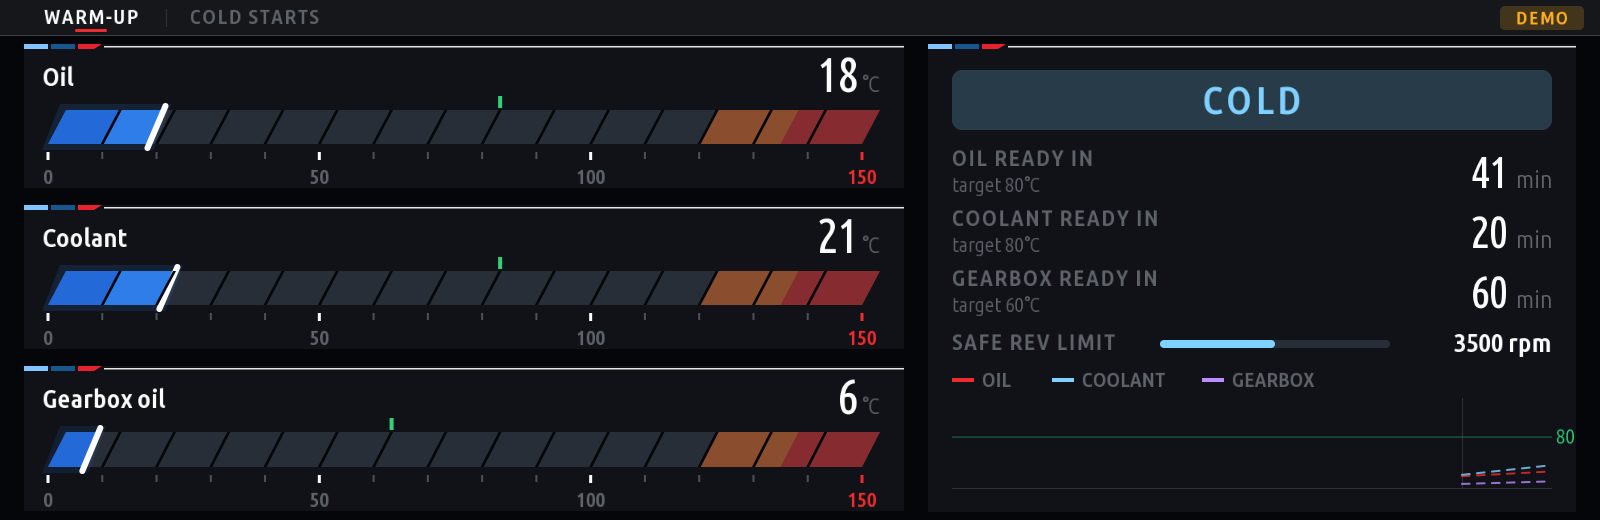 WARM-UP
COLD STARTS
DEMO
Oil
18 °C
0 50 100 150
Coolant
21 °C
0 50 100 150
Gearbox oil
6 °C
0 50 100 150
COLD
OIL READY IN
target 80°C
41 min
COOLANT READY IN
target 80°C
20 min
GEARBOX READY IN
target 60°C
60 min
SAFE REV LIMIT
3500 rpm
OIL COOLANT GEARBOX
80